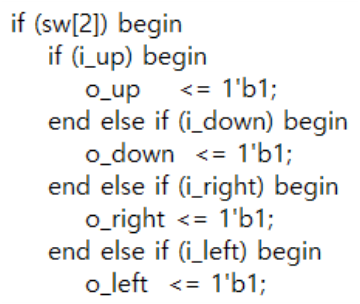 if (sw[2]) begin
if (i_up) begin
o_up <= 1'b1;
end else if (i_down) begin
o_down <= 1'b1;
end else if (i_right) begin
o_right <= 1'b1;
end else if (i_left) begin
o_left <= 1'b1;